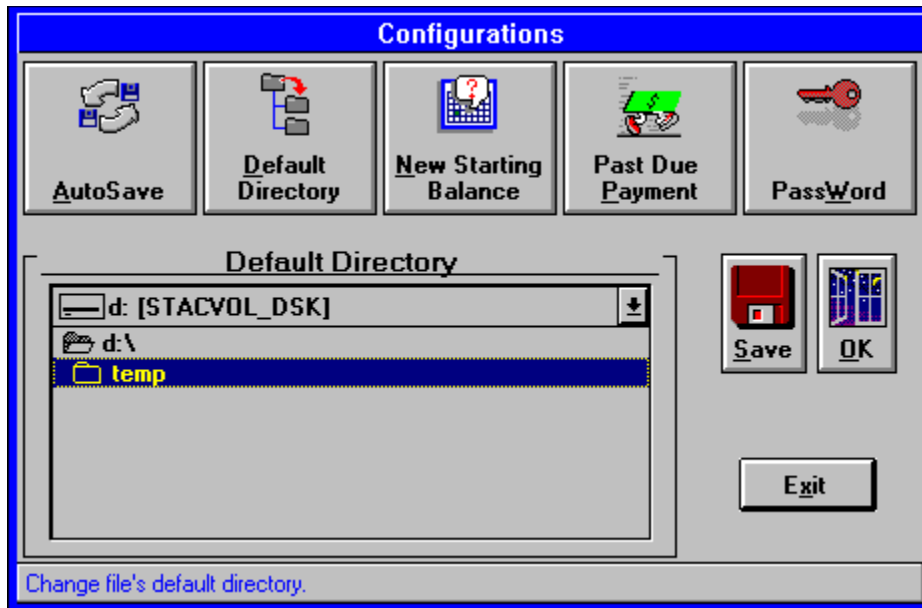 Configurations
AutoSave
Default
Directory
New Starting
Balance
Past Due
Payment
PassWord
Default Directory
d: [STACVOL_DSK]
d:\
temp
Save
OK
Exit
Change file's default directory.